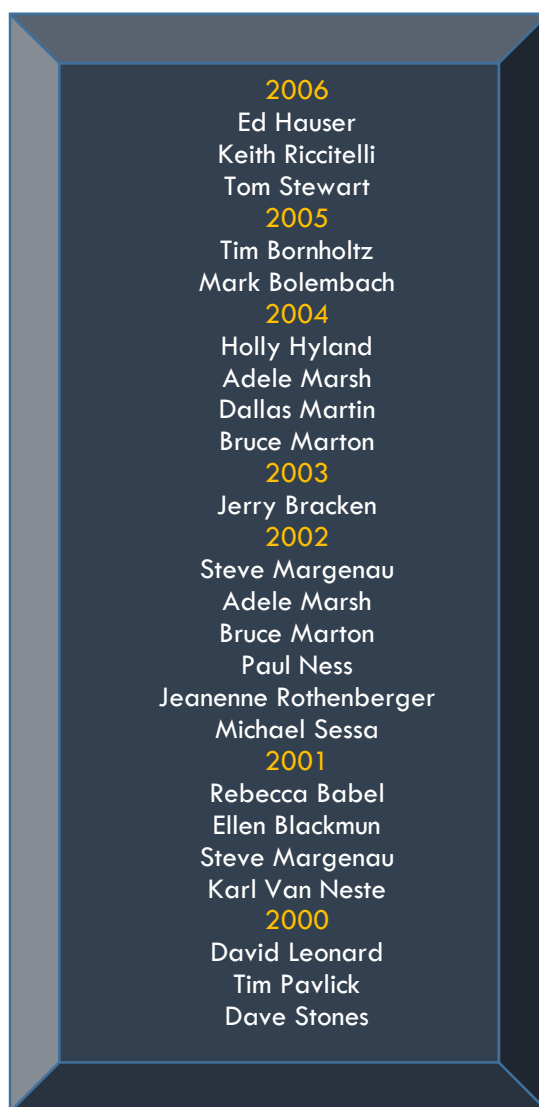 2006
Ed Hauser
Keith Riccitelli
Tom Stewart
2005
Tim Bornholtz
Mark Bolembach
2004
Holly Hyland
Adele Marsh
Dallas Martin
Bruce Marton
2003
Jerry Bracken
2002
Steve Margenau
Adele Marsh
Bruce Marton
Paul Ness
Jeanenne Rothenberger
Michael Sessa
2001
Rebecca Babel
Ellen Blackmun
Steve Margenau
Karl Van Neste
2000
David Leonard
Tim Pavlick
Dave Stones